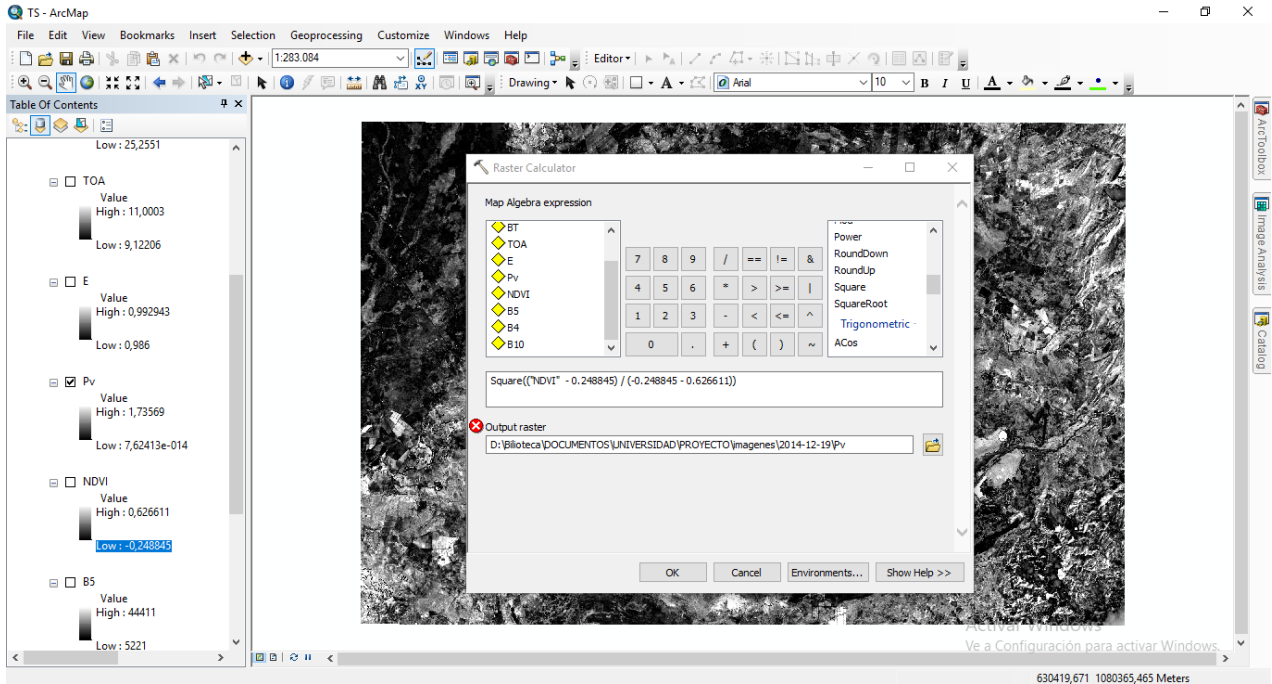 TS - ArcMap
File Edit View Bookmarks Insert Selection Geoprocessing Customize Windows Help
1:283.084
Editor
Drawing
A
Arial
10
B I U A
Table Of Contents
Low : 25,2551
TOA
Value
High : 11,0003
Low : 9,12206
E
Value
High : 0,992943
Low : 0,986
Pv
Value
High : 1,73569
Low : 7,62413e-014
NDVI
Value
High : 0,626611
Low : -0,248845
B5
Value
High : 44411
Low : 5221
Raster Calculator
Map Algebra expression
BT
TOA
E
Pv
NDVI
B5
B4
B10
7 8 9 / == != &
4 5 6 * > >= |
1 2 3 - < <= ^
0 . + ( ) ~
Power
RoundDown
RoundUp
Square
SquareRoot
Trigonometric
ACos
Square(("NDVI" - 0.248845) / (-0.248845 - 0.626611))
Output raster
D:\Bilioteca\DOCUMENTOS\UNIVERSIDAD\PROYECTO\imagenes\2014-12-19\Pv
OK Cancel Environments... Show Help >>
ArcToolbox
Image Analysis
Catalog
Activar Windows
Ve a Configuración para activar Windows.
630419,671 1080365,465 Meters